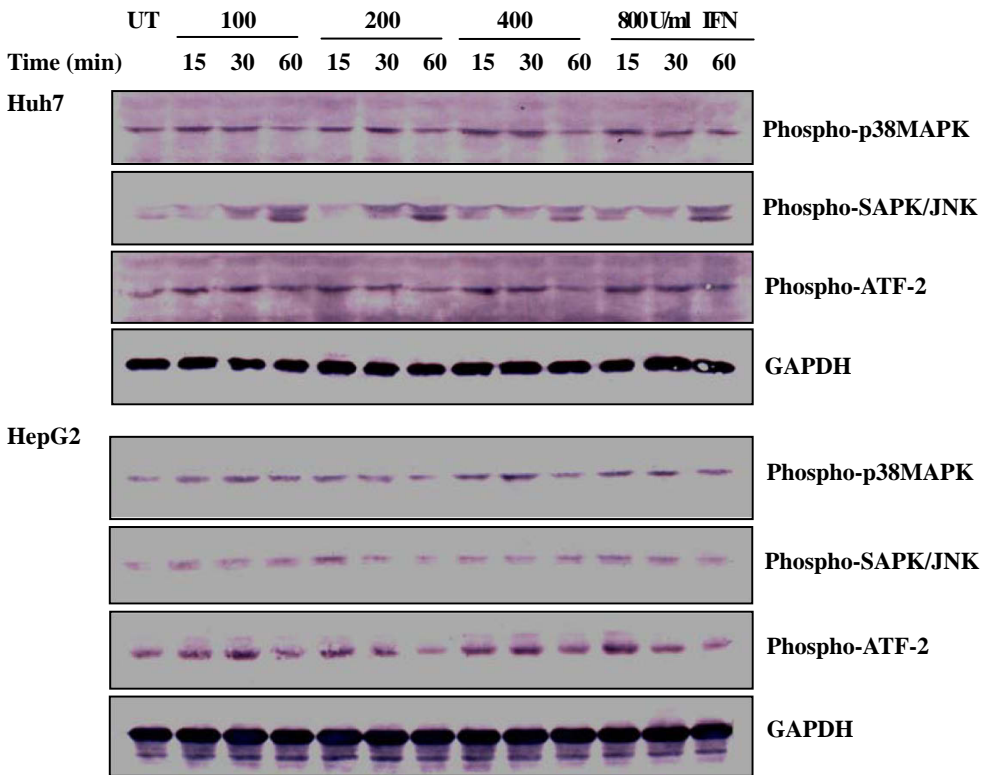 UT 100 200 400 800 U/ml IFN
Time (min) 15 30 60 15 30 60 15 30 60 15 30 60
Huh7
Phospho-p38MAPK
Phospho-SAPK/JNK
Phospho-ATF-2
GAPDH
HepG2
Phospho-p38MAPK
Phospho-SAPK/JNK
Phospho-ATF-2
GAPDH